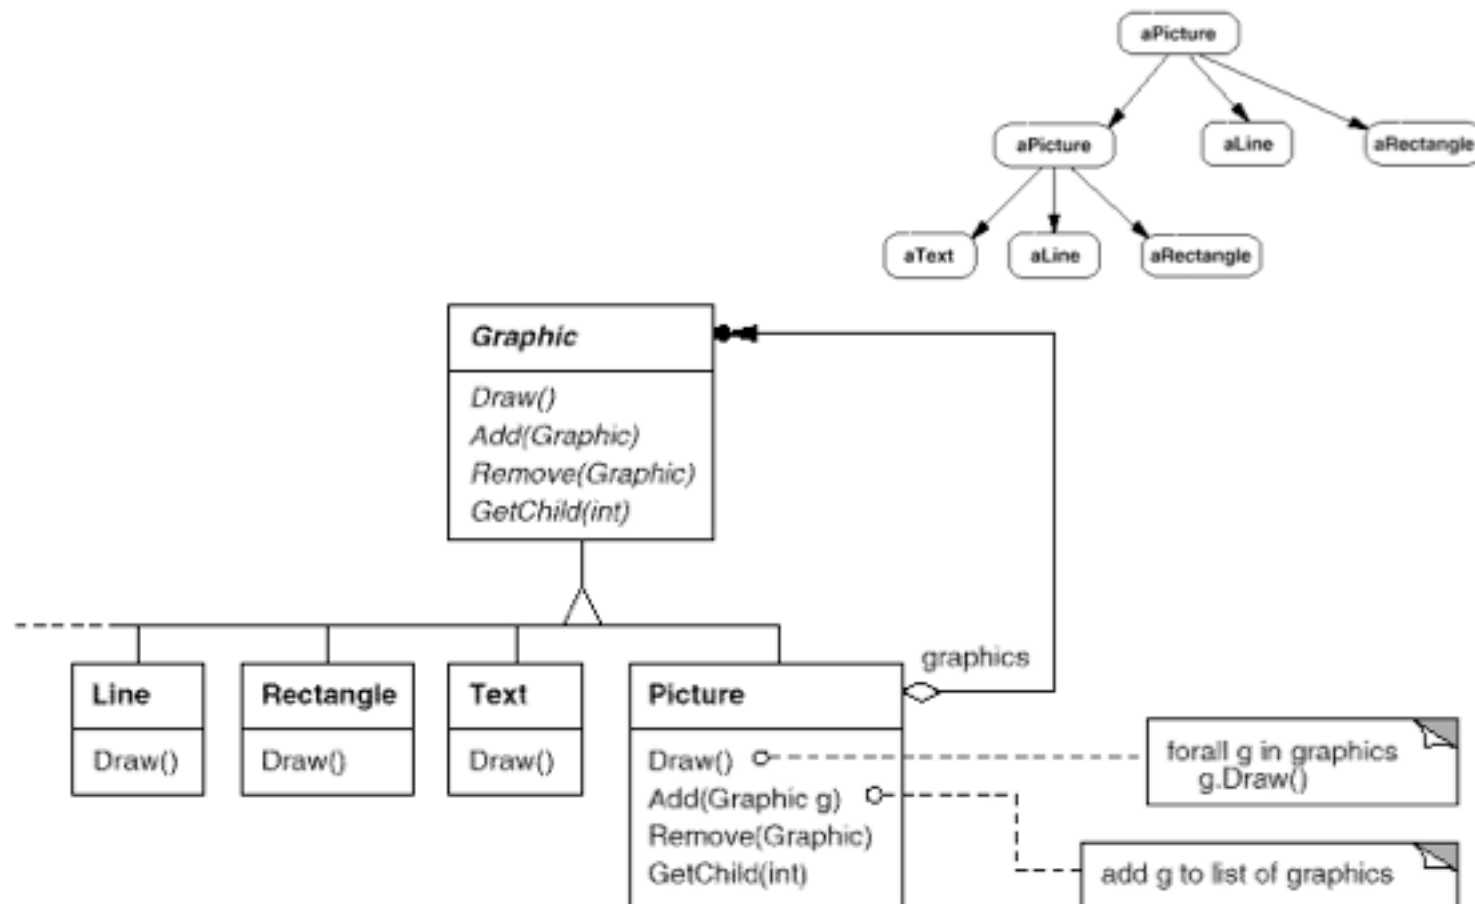 aPicture
aPicture
aLine
aRectangle
aText
aLine
aRectangle
Graphic
Draw()
Add(Graphic)
Remove(Graphic)
GetChild(int)
graphics
Line
Draw()
Rectangle
Draw()
Text
Draw()
Picture
Draw()
Add(Graphic g)
Remove(Graphic)
GetChild(int)
forall g in graphics
g.Draw()
add g to list of graphics